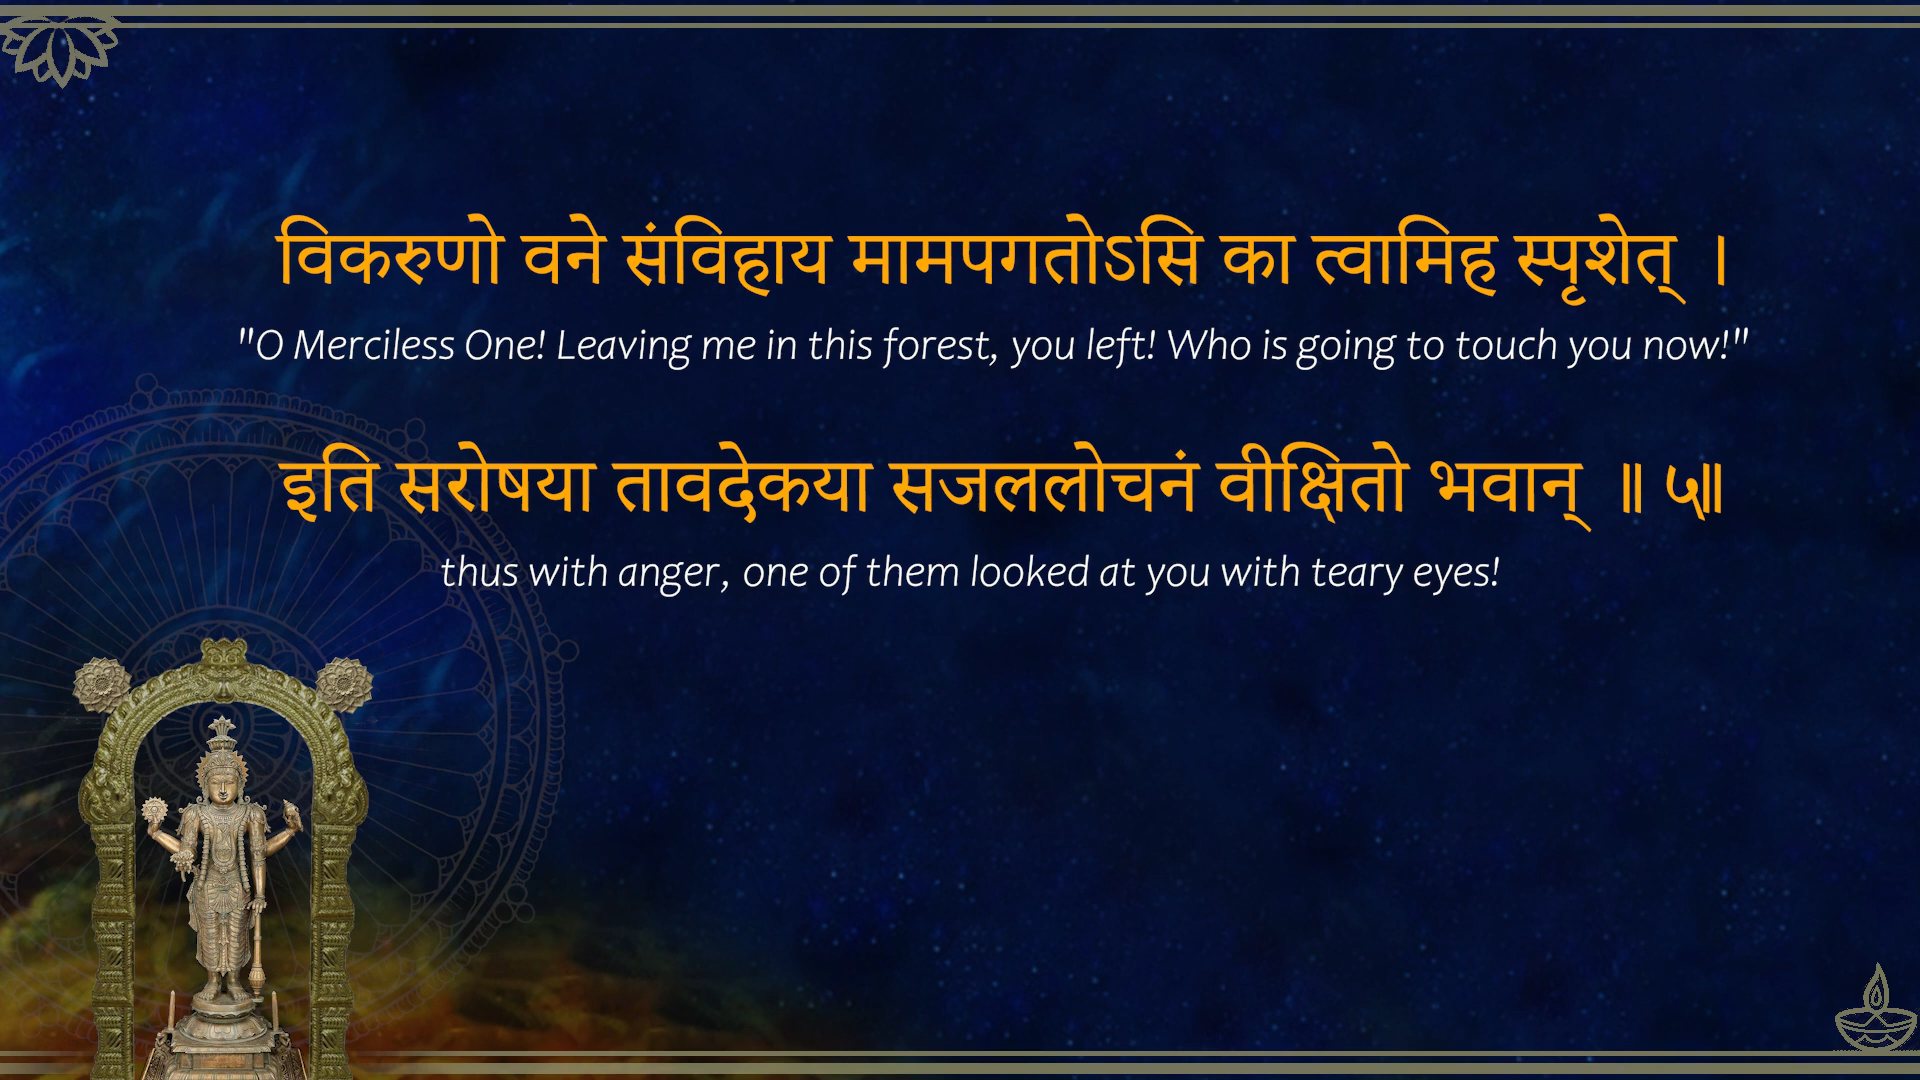 विकरुणो वने संविहाय मामपगतोऽसि का त्वामिह स्पृशेत् ।
"O Merciless One! Leaving me in this forest, you left! Who is going to touch you now!"
इति सरोषया तावदेकया सजललोचनं वीक्षितो भवान् ॥ ५॥
thus with anger, one of them looked at you with teary eyes!